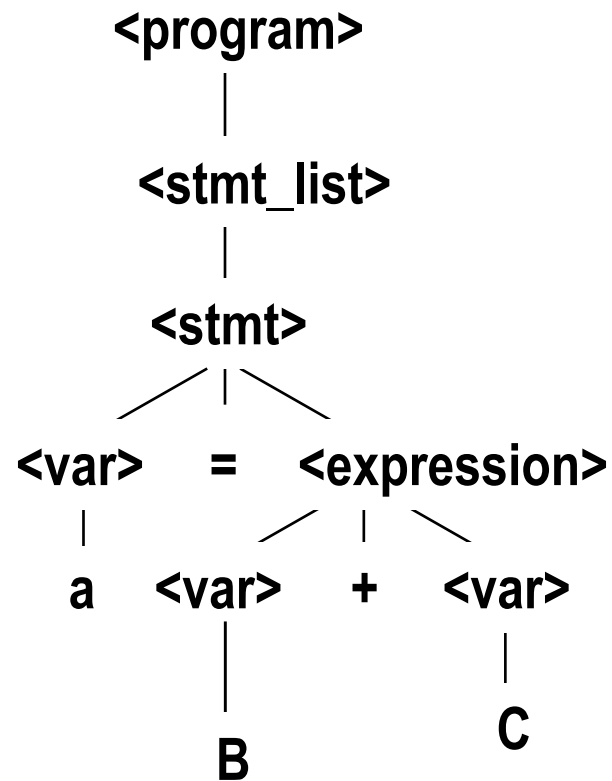 <program>
<stmt_list>
<stmt>
<var> = <expression>
a <var> + <var>
C
B